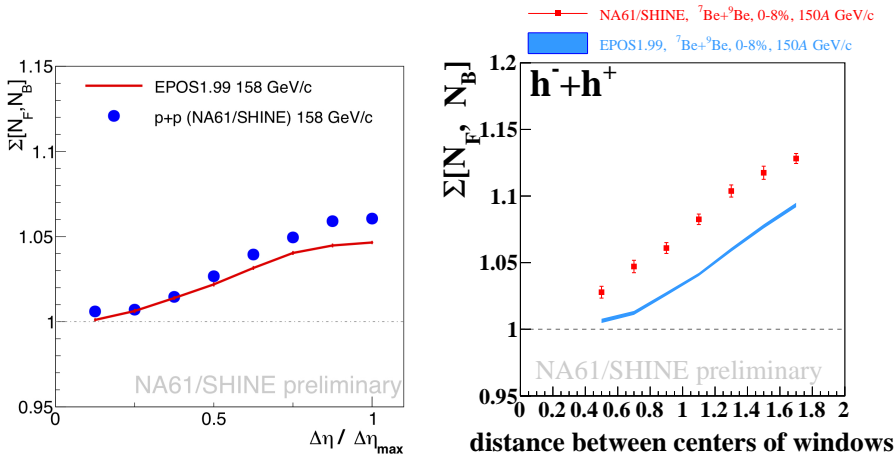 1.15
1.1
1.05
1
0.95
Σ[N_F, N_B]
EPOS1.99 158 GeV/c
p+p (NA61/SHINE) 158 GeV/c
NA61/SHINE preliminary
0 0.5 1
Δη / Δη_max
NA61/SHINE, ⁷Be+⁹Be, 0-8%, 150A GeV/c
EPOS1.99, ⁷Be+⁹Be, 0-8%, 150A GeV/c
1.2
1.15
1.1
1.05
1
0.95
Σ[N_F, N_B]
h⁻+h⁺
NA61/SHINE preliminary
0 0.2 0.4 0.6 0.8 1 1.2 1.4 1.6 1.8 2
distance between centers of windows